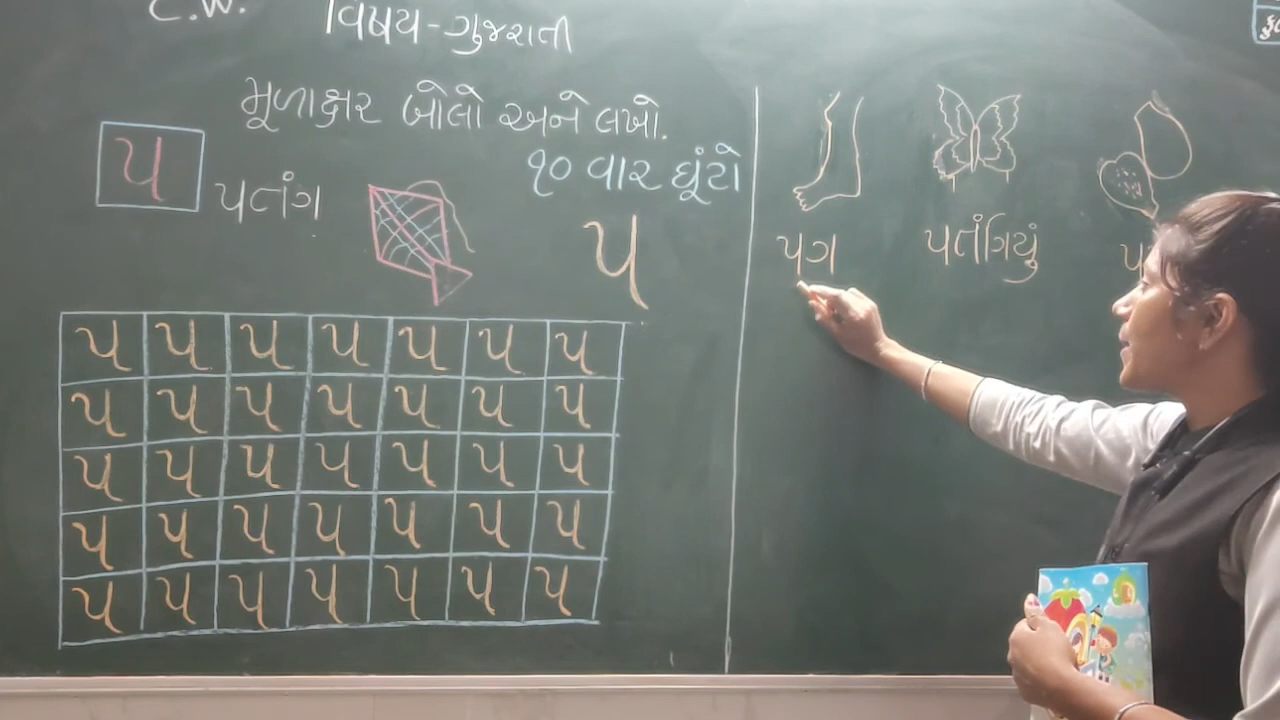 C.W.
વિષય-ગુજરાતી
મૂળાક્ષર બોલો અને લખો.
૧૦ વાર ઘૂંટો
પ પતંગ
પ
પ પ પ પ પ પ પ
પ પ પ પ પ પ પ
પ પ પ પ પ પ પ
પ પ પ પ પ પ પ
પ પ પ પ પ પ પ
પગ પતંગિયું